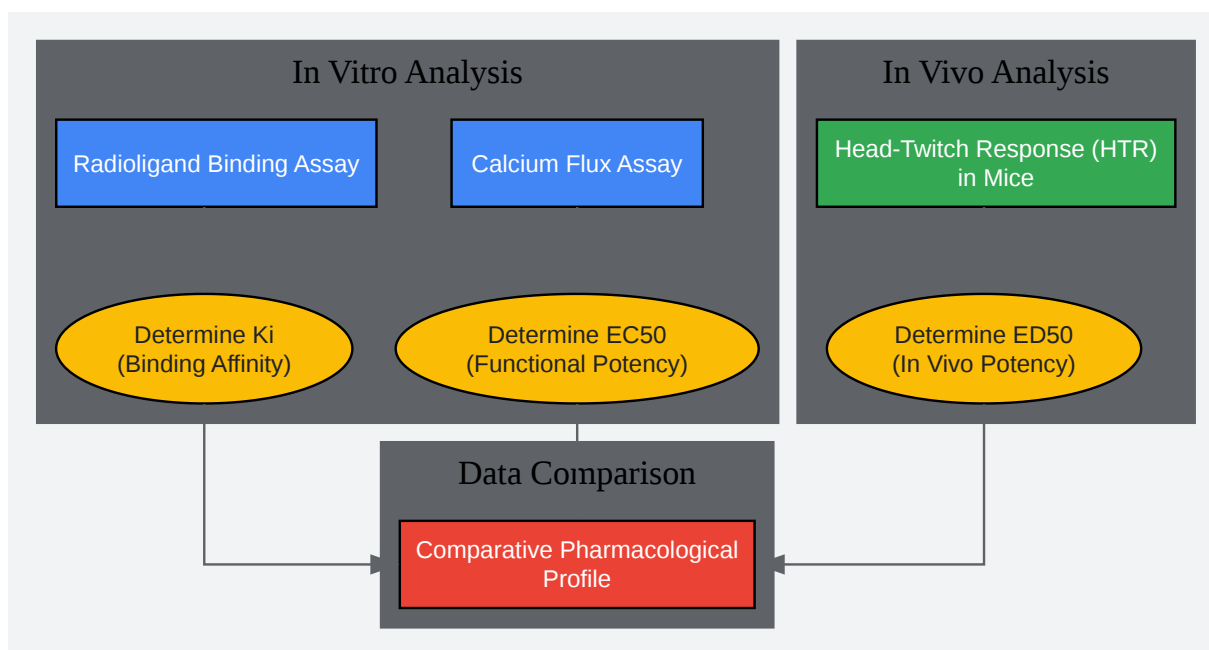 In Vitro Analysis
Radioligand Binding Assay
Calcium Flux Assay
Determine Ki
(Binding Affinity)
Determine EC50
(Functional Potency)
In Vivo Analysis
Head-Twitch Response (HTR)
in Mice
Determine ED50
(In Vivo Potency)
Data Comparison
Comparative Pharmacological
Profile